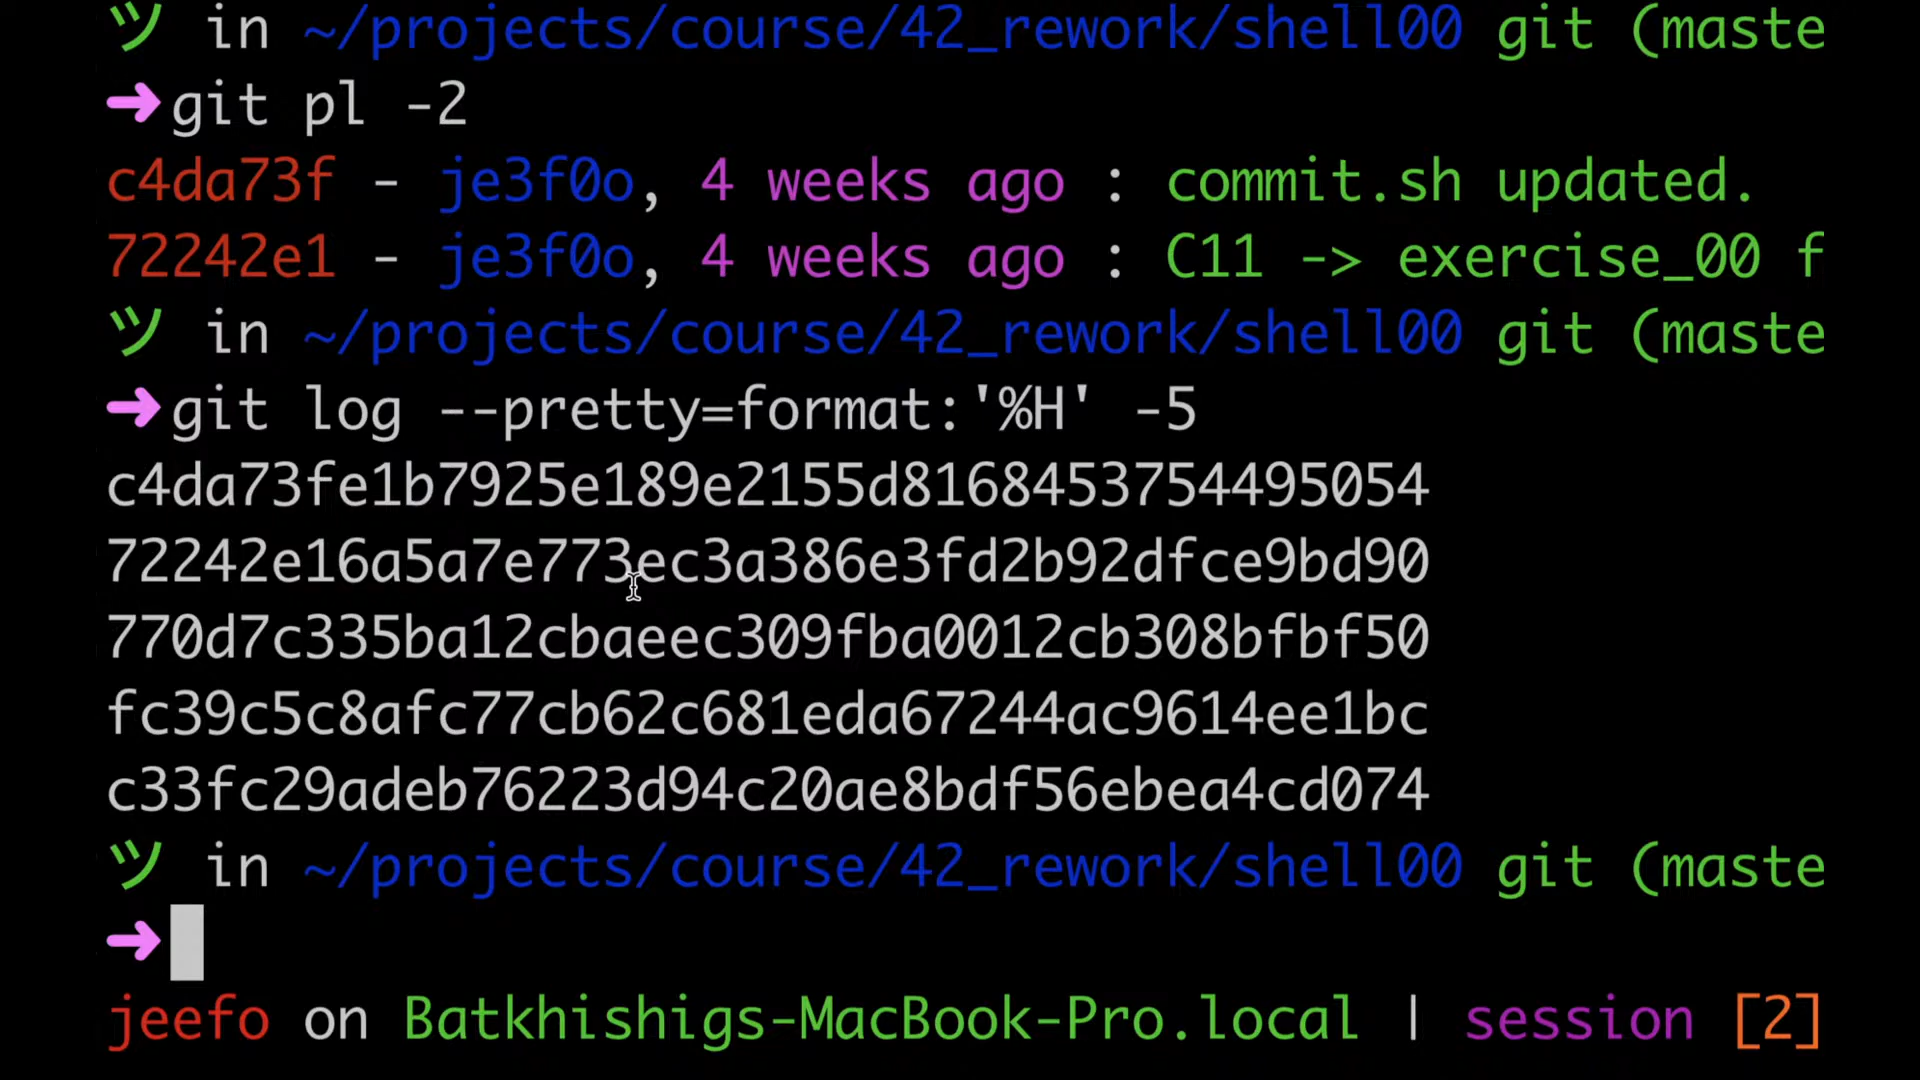 ツ in ~/projects/course/42_rework/shell00 git (maste
➜git pl -2
c4da73f - je3f0o, 4 weeks ago : commit.sh updated.
72242e1 - je3f0o, 4 weeks ago : C11 -> exercise_00 f
ツ in ~/projects/course/42_rework/shell00 git (maste
➜git log --pretty=format:'%H' -5
c4da73fe1b7925e189e2155d8168453754495054
72242e16a5a7e773ec3a386e3fd2b92dfce9bd90
770d7c335ba12cbaeec309fba0012cb308bfbf50
fc39c5c8afc77cb62c681eda67244ac9614ee1bc
c33fc29adeb76223d94c20ae8bdf56ebea4cd074
ツ in ~/projects/course/42_rework/shell00 git (maste
➜
jeefo on Batkhishigs-MacBook-Pro.local | session [2]